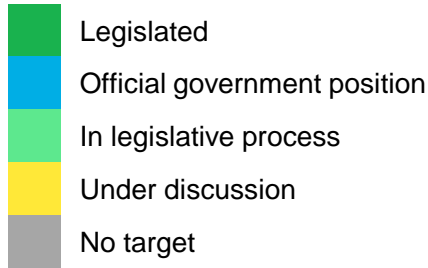 Legislated
Official government position
In legislative process
Under discussion
No target